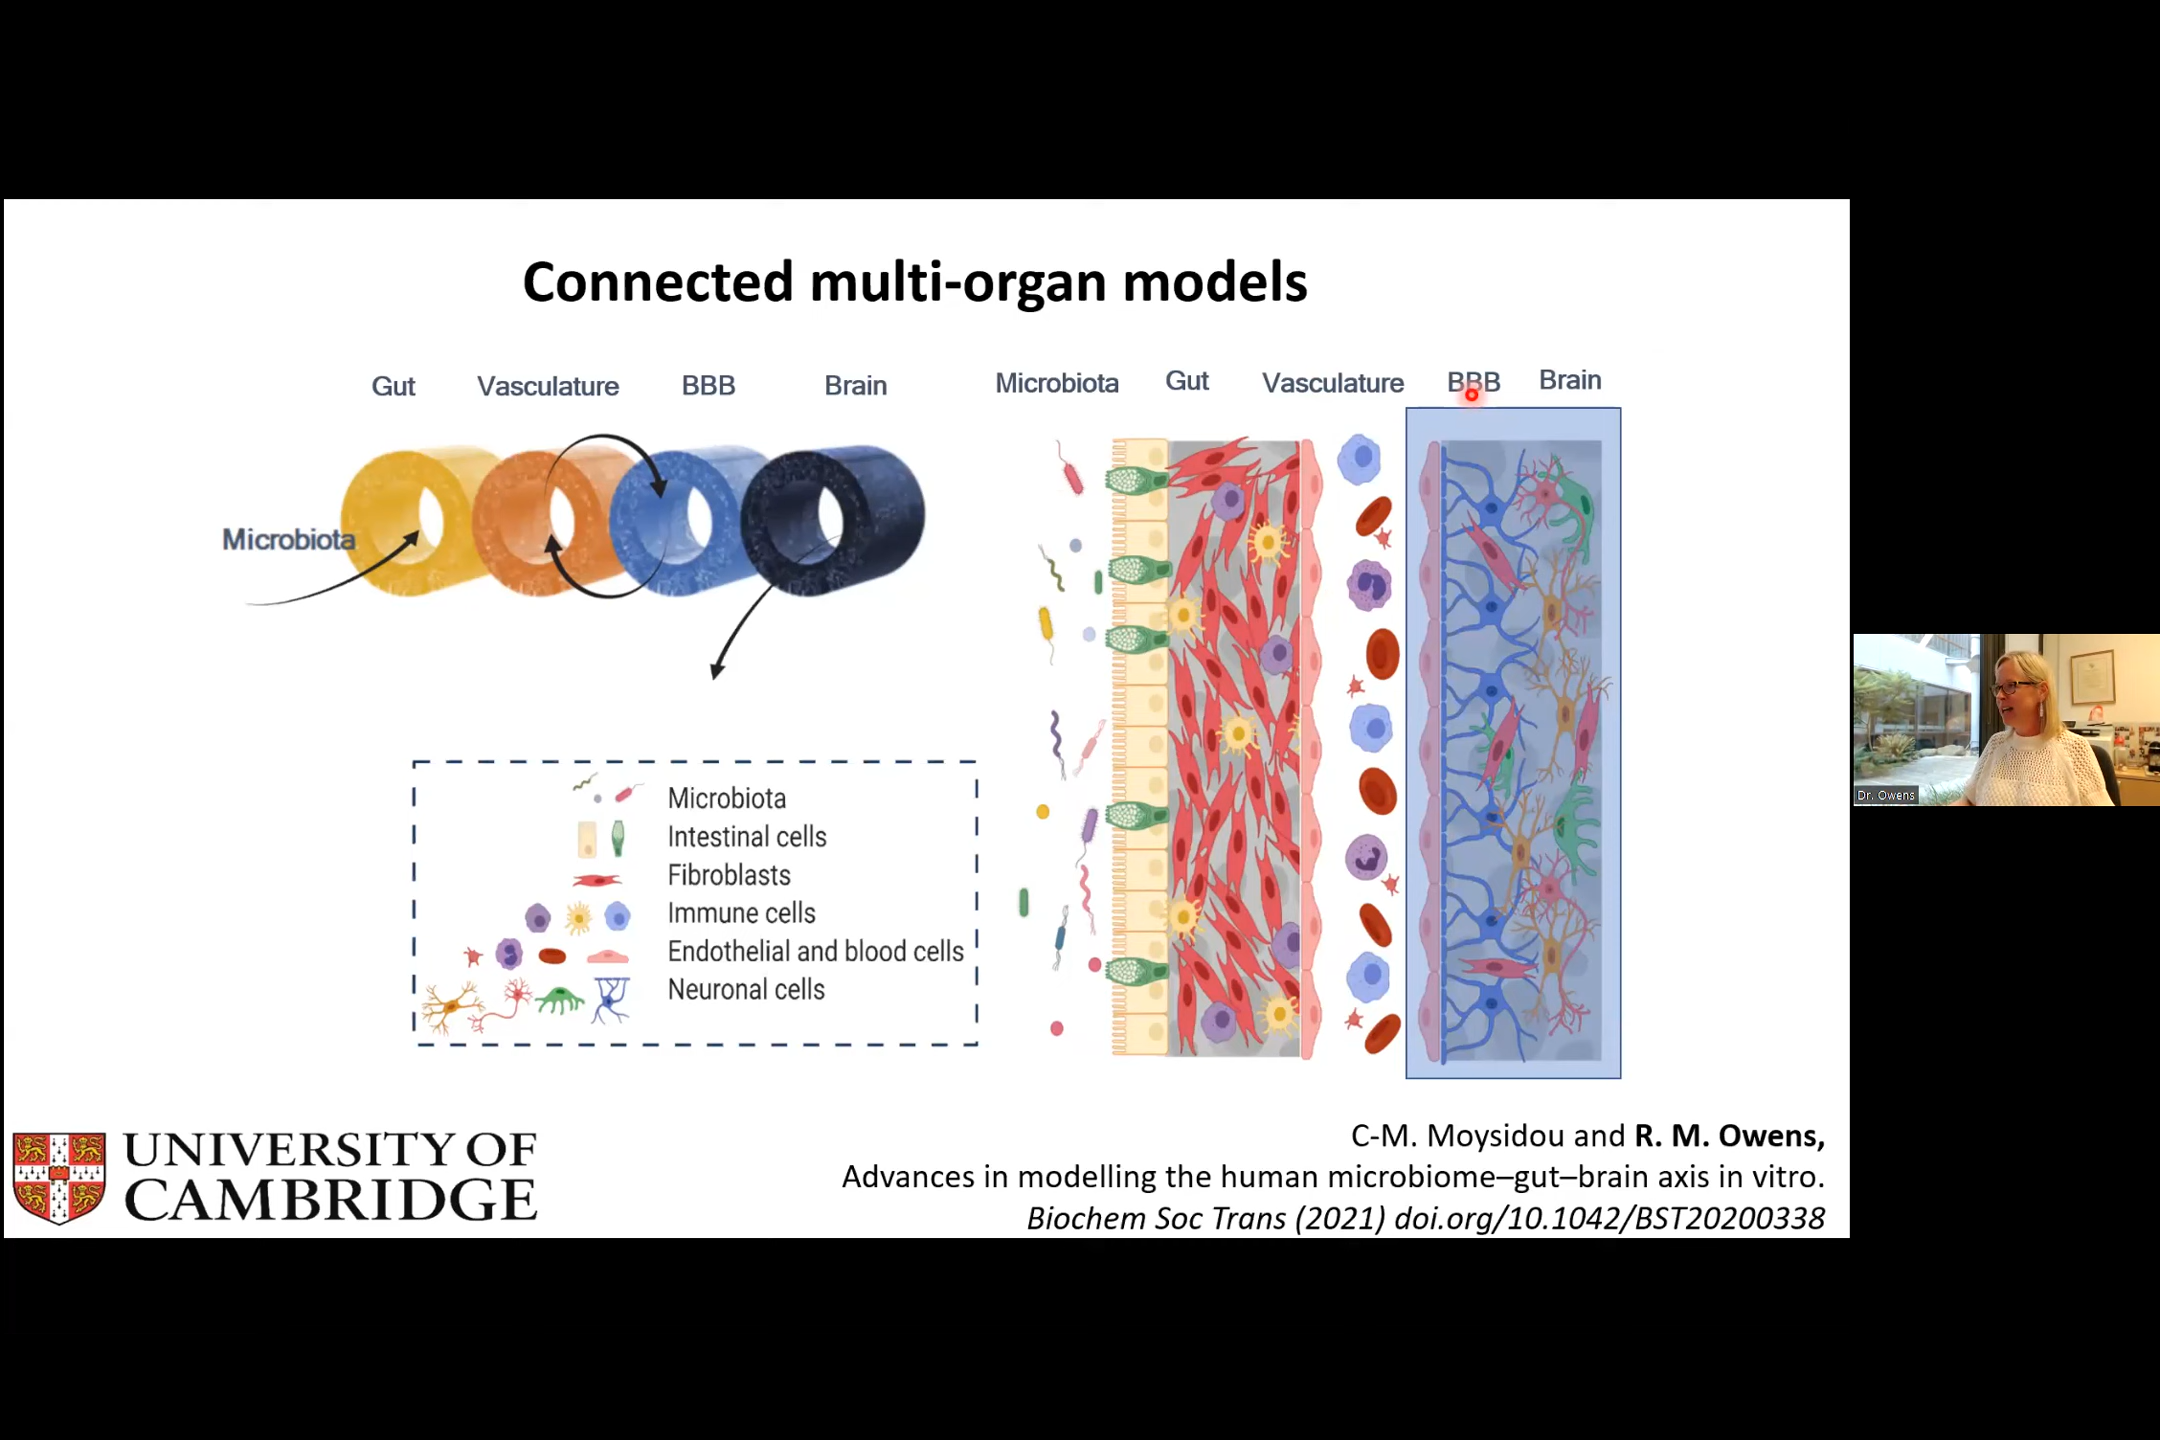 Connected multi-organ models
Gut Vasculature BBB Brain
Microbiota
Microbiota Gut Vasculature BBB Brain
Microbiota
Intestinal cells
Fibroblasts
Immune cells
Endothelial and blood cells
Neuronal cells
UNIVERSITY OF
CAMBRIDGE
C-M. Moysidou and R. M. Owens,
Advances in modelling the human microbiome–gut–brain axis in vitro.
Biochem Soc Trans (2021) doi.org/10.1042/BST20200338
Dr. Owens